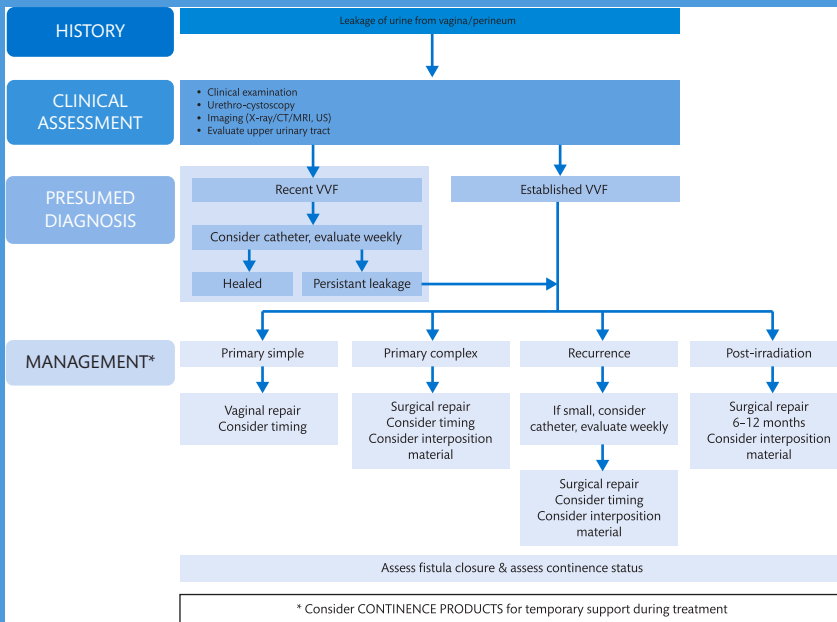 HISTORY
Leakage of urine from vagina/perineum
CLINICAL
ASSESSMENT
• Clinical examination
• Urethro-cystoscopy
• Imaging (X-ray/CT/MRI, US)
• Evaluate upper urinary tract
PRESUMED
DIAGNOSIS
Recent VVF
Established VVF
Consider catheter, evaluate weekly
Healed
Persistant leakage
MANAGEMENT*
Primary simple
Primary complex
Recurrence
Post-irradiation
Vaginal repair
Consider timing
Surgical repair
Consider timing
Consider interposition
material
If small, consider
catheter, evaluate weekly
Surgical repair
6–12 months
Consider interposition
material
Surgical repair
Consider timing
Consider interposition
material
Assess fistula closure & assess continence status
* Consider CONTINENCE PRODUCTS for temporary support during treatment